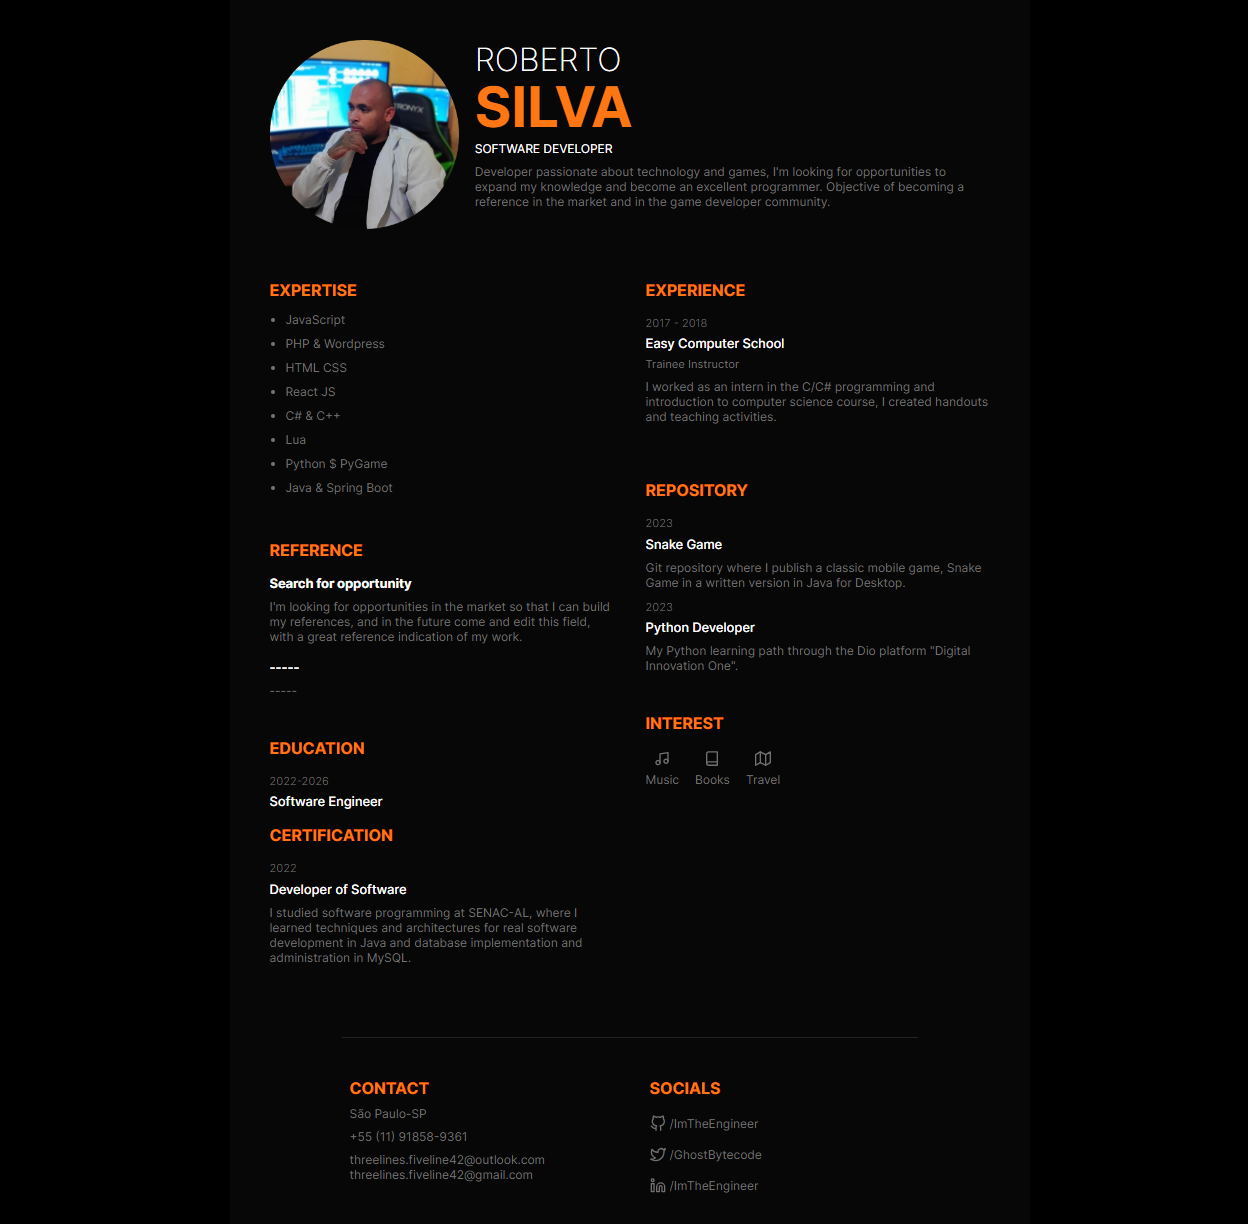 ROBERTO
SILVA
SOFTWARE DEVELOPER
Developer passionate about technology and games, I'm looking for opportunities to
expand my knowledge and become an excellent programmer. Objective of becoming a
reference in the market and in the game developer community.
EXPERTISE
• JavaScript
• PHP & Wordpress
• HTML CSS
• React JS
• C# & C++
• Lua
• Python $ PyGame
• Java & Spring Boot
REFERENCE
Search for opportunity
I'm looking for opportunities in the market so that I can build
my references, and in the future come and edit this field,
with a great reference indication of my work.
-----
-----
EDUCATION
2022-2026
Software Engineer
CERTIFICATION
2022
Developer of Software
I studied software programming at SENAC-AL, where I
learned techniques and architectures for real software
development in Java and database implementation and
administration in MySQL.
EXPERIENCE
2017 - 2018
Easy Computer School
Trainee Instructor
I worked as an intern in the C/C# programming and
introduction to computer science course, I created handouts
and teaching activities.
REPOSITORY
2023
Snake Game
Git repository where I publish a classic mobile game, Snake
Game in a written version in Java for Desktop.
2023
Python Developer
My Python learning path through the Dio platform "Digital
Innovation One".
INTEREST
Music Books Travel
CONTACT
São Paulo-SP
+55 (11) 91858-9361
threelines.fiveline42@outlook.com
threelines.fiveline42@gmail.com
SOCIALS
/ImTheEngineer
/GhostBytecode
/ImTheEngineer